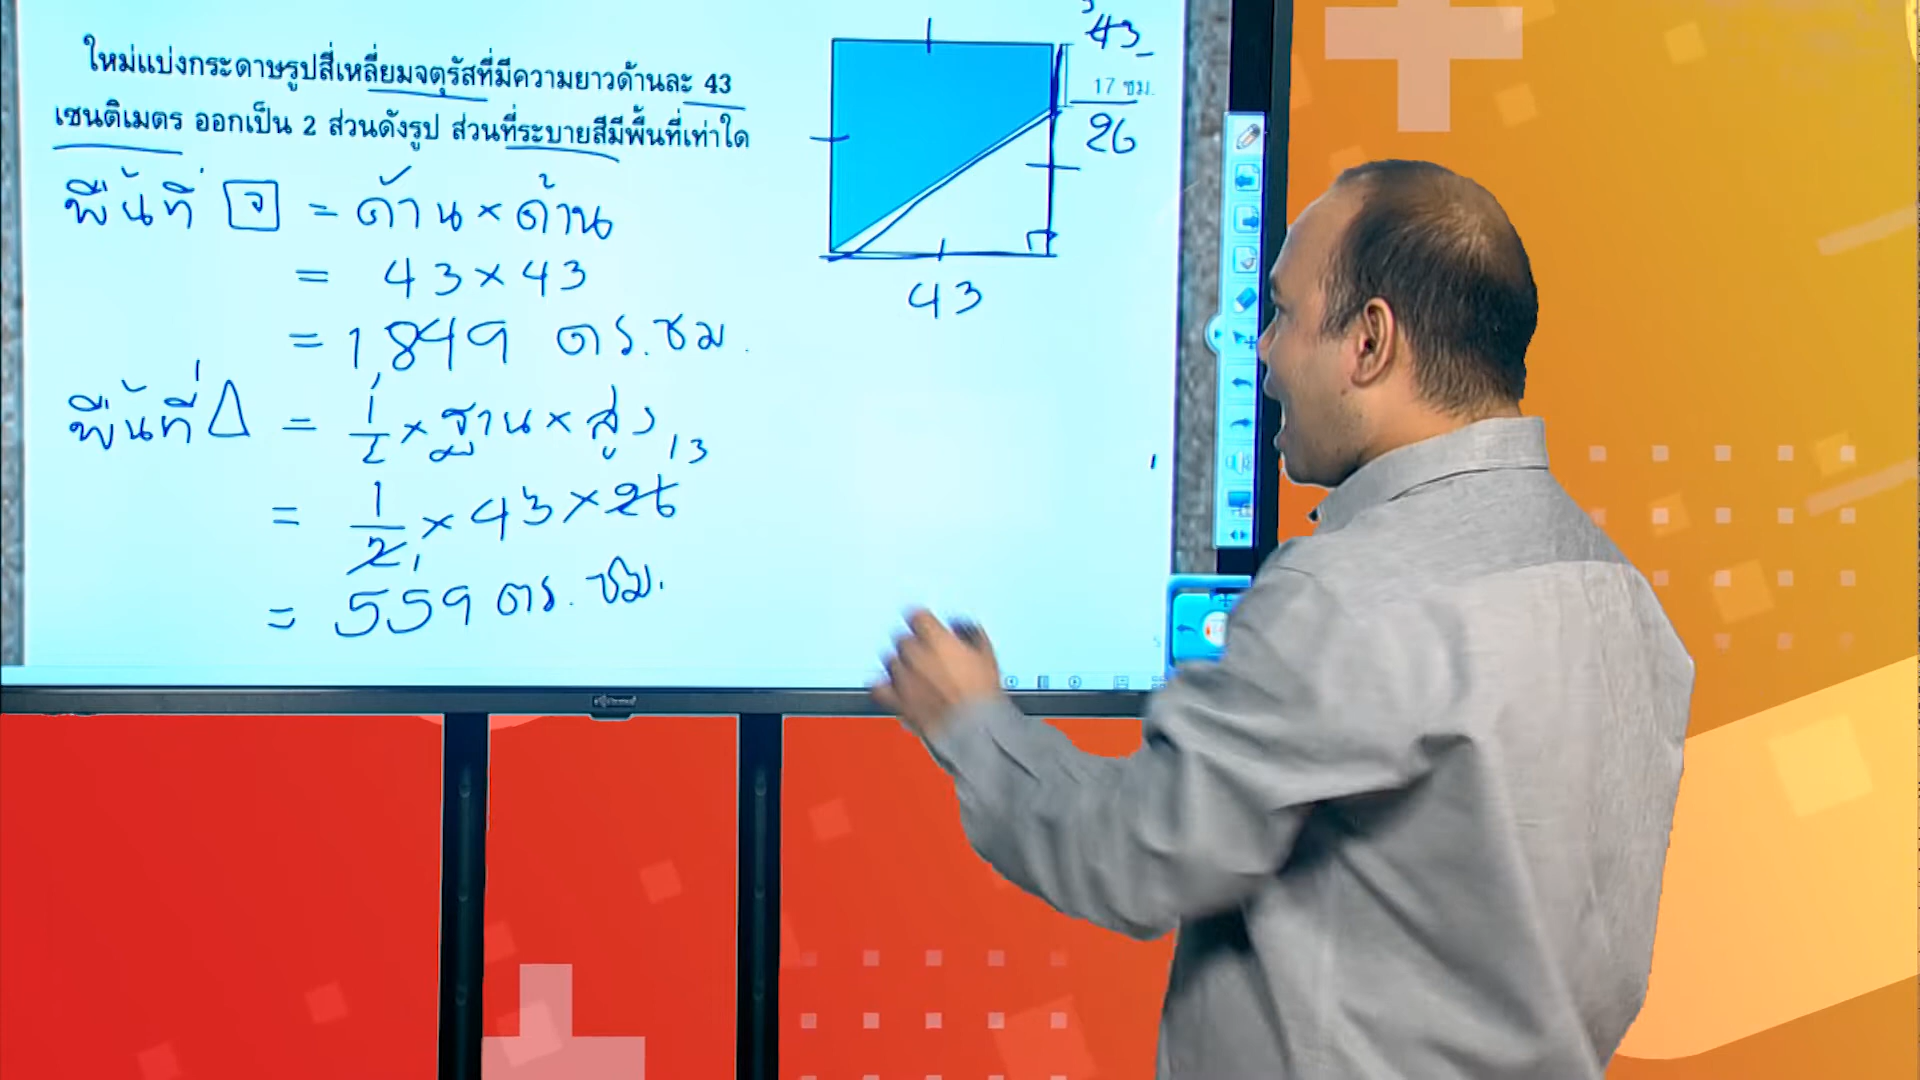 ใหม่แบ่งกระดาษรูปสี่เหลี่ยมจตุรัสที่มีความยาวด้านละ 43
เซนติเมตร ออกเป็น 2 ส่วนดังรูป ส่วนที่ระบายสีมีพื้นที่เท่าใด
พื้นที่ จ = ด้าน × ด้าน
= 43 × 43
= 1,849 ตร.ซม.
พื้นที่ △ = 1/2 × ฐาน × สูง
13
= 1/2 × 43 × 26
1
= 559 ตร.ซม.
3
43 -
17 ซม.
26
43